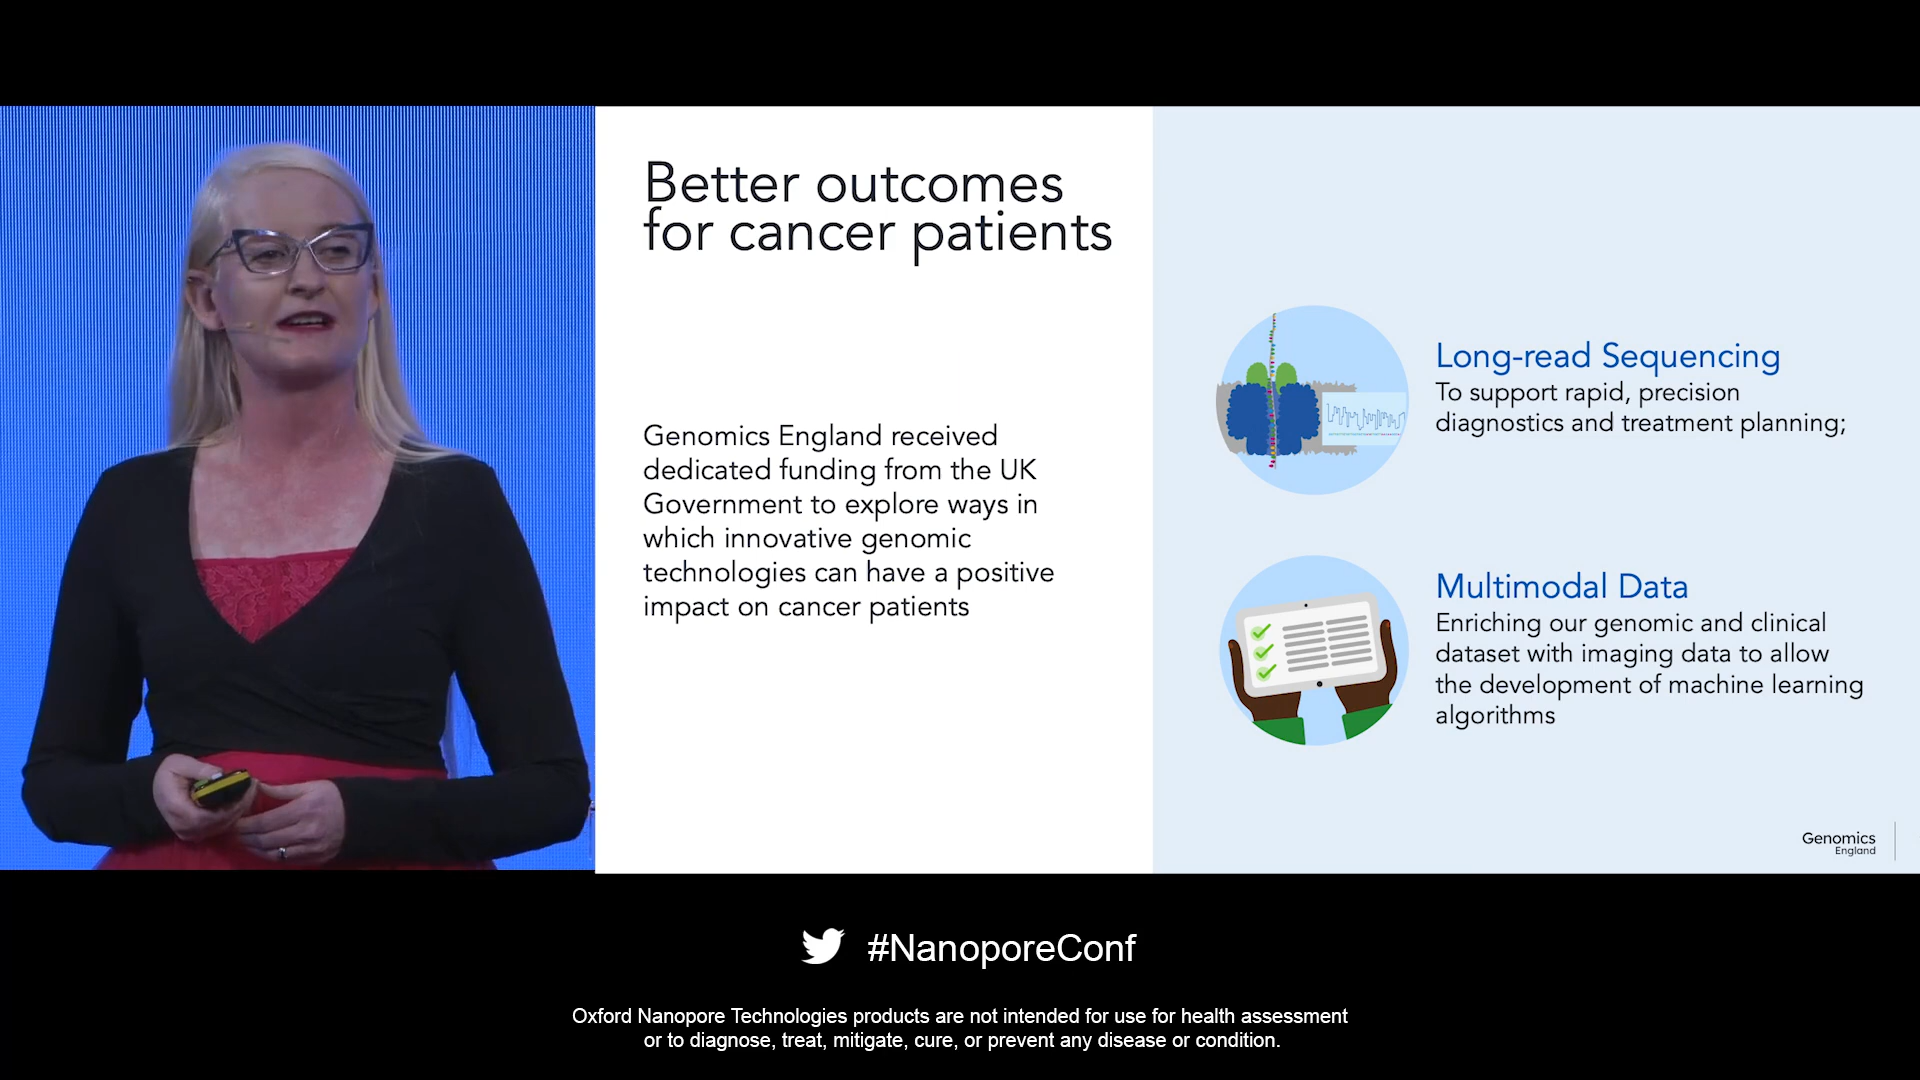 Better outcomes
for cancer patients
Genomics England received
dedicated funding from the UK
Government to explore ways in
which innovative genomic
technologies can have a positive
impact on cancer patients
Long-read Sequencing
To support rapid, precision
diagnostics and treatment planning;
Multimodal Data
Enriching our genomic and clinical
dataset with imaging data to allow
the development of machine learning
algorithms
Genomics
England
#NanoporeConf
Oxford Nanopore Technologies products are not intended for use for health assessment
or to diagnose, treat, mitigate, cure, or prevent any disease or condition.